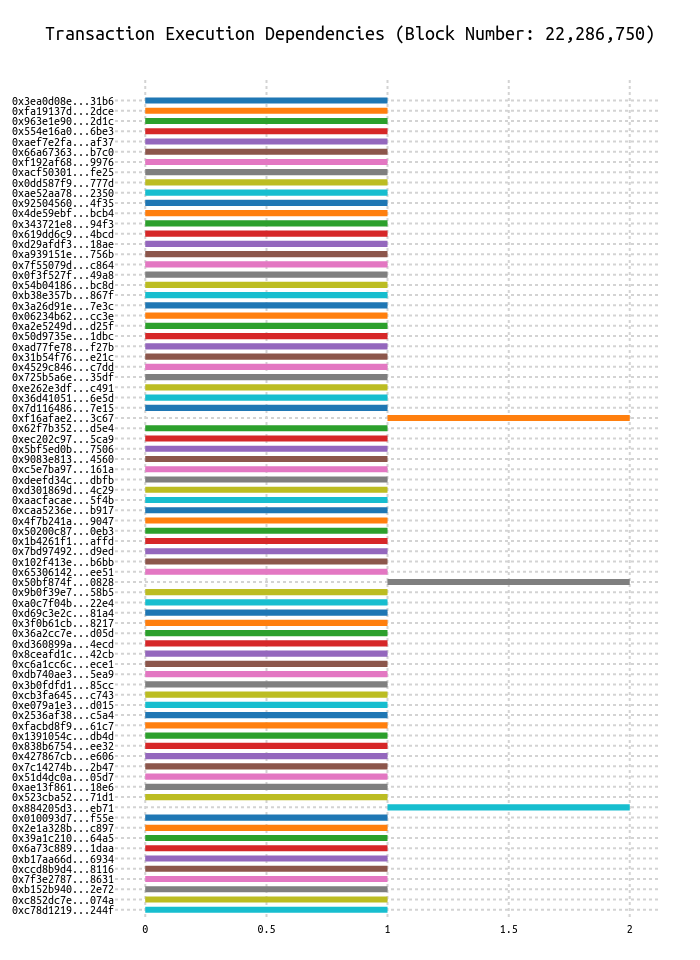 Transaction Execution Dependencies (Block Number: 22,286,750)
0x3ea0d08e...31b6
0xfa19137d...2dce
0x963e1e90...2d1c
0x554e16a0...6be3
0xaef7e2fa...af37
0x66a67363...b7c0
0xf192af68...9976
0xacf50301...fe25
0x0dd587f9...777d
0xae52aa78...2350
0x92504560...4f35
0x4de59ebf...bcb4
0x343721e8...94f3
0x619dd6c9...4bcd
0xd29afdf3...18ae
0xa939151e...756b
0x7f55079d...c864
0x0f3f527f...49a8
0x54b04186...bc8d
0xb38e357b...867f
0x3a26d91e...7e3c
0x06234b62...cc3e
0xa2e5249d...d25f
0x50d9735e...1dbc
0xad77fe78...f27b
0x31b54f76...e21c
0x4529c846...c7dd
0x725b5a6e...35df
0xe262e3df...c491
0x36d41051...6e5d
0x7d116486...7e15
0xf16afae2...3c67
0x62f7b352...d5e4
0xec202c97...5ca9
0x5bf5ed0b...7506
0x9083e813...4560
0xc5e7ba97...161a
0xdeefd34c...dbfb
0xd301869d...4c29
0xaacfacae...5f4b
0xcaa5236e...b917
0x4f7b241a...9047
0x50200c87...0eb3
0x1b4261f1...affd
0x7bd97492...d9ed
0x102f413e...b6bb
0x65306142...ee51
0x50bf874f...0828
0x9b0f39e7...58b5
0xa0c7f04b...22e4
0xd69c3e2c...81a4
0x3f0b61cb...8217
0x36a2cc7e...d05d
0xd360899a...4ecd
0x8ceafd1c...42cb
0xc6a1cc6c...ece1
0xdb740ae3...5ea9
0x3b0fdfd1...85cc
0xcb3fa645...c743
0xe079a1e3...d015
0x2536af38...c5a4
0xfacbd8f9...61c7
0x1391054c...db4d
0x838b6754...ee32
0x427867cb...e606
0x7c14274b...2b47
0x51d4dc0a...05d7
0xae13f861...18e6
0x523cba52...71d1
0x884205d3...eb71
0x010093d7...f55e
0x2e1a328b...c897
0x39a1c210...64a5
0x6a73c889...1daa
0xb17aa66d...6934
0xccd8b9d4...8116
0x7f3e2787...8631
0xb152b940...2e72
0xc852dc7e...074a
0xc78d1219...244f
0 0.5 1 1.5 2